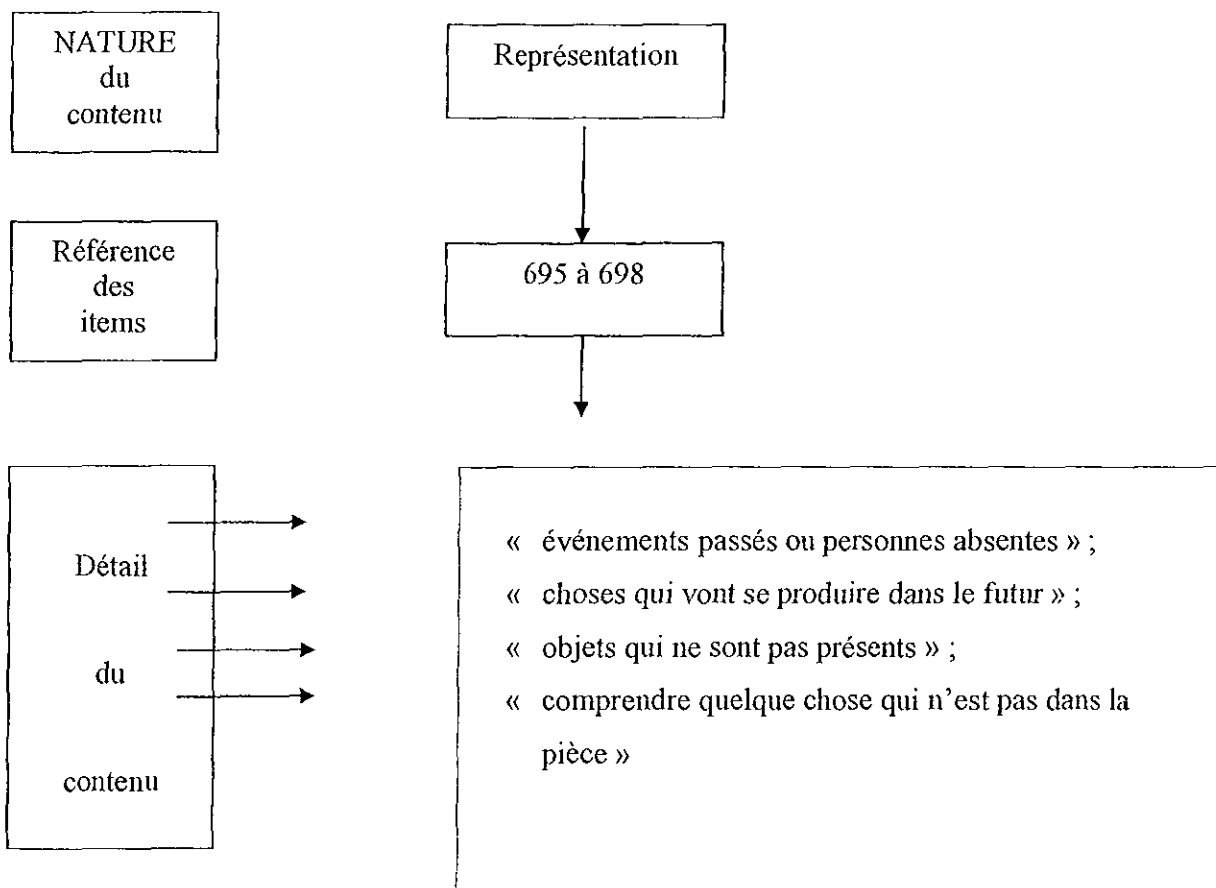 NATURE
du
contenu
Représentation
Référence
des
items
695 à 698
Détail
du
contenu
« événements passés ou personnes absentes » ;
« choses qui vont se produire dans le futur » ;
« objets qui ne sont pas présents » ;
« comprendre quelque chose qui n’est pas dans la
pièce »